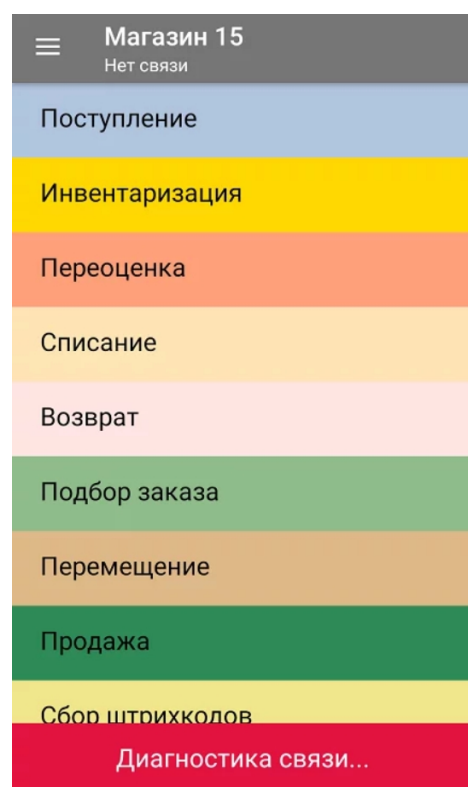 Магазин 15
Нет связи
Поступление
Инвентаризация
Переоценка
Списание
Возврат
Подбор заказа
Перемещение
Продажа
Сбор штрихкодов
Диагностика связи...